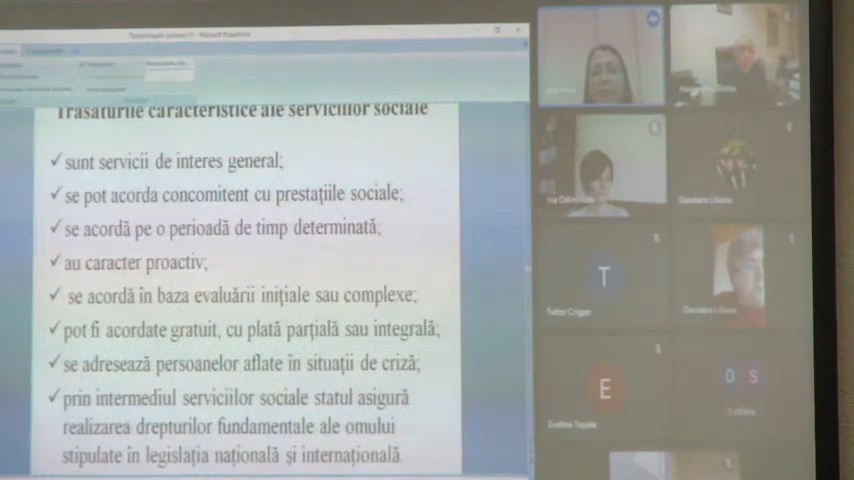 Trăsăturile caracteristice ale serviciilor sociale
✓ sunt servicii de interes general;
✓ se pot acorda concomitent cu prestațiile sociale;
✓ se acordă pe o perioadă de timp determinată;
✓ au caracter proactiv;
✓ se acordă în baza evaluării inițiale sau complexe;
✓ pot fi acordate gratuit, cu plată parțială sau integrală;
✓ se adresează persoanelor aflate în situații de criză;
✓ prin intermediul serviciilor sociale statul asigură
realizarea drepturilor fundamentale ale omului
stipulate în legislația națională și internațională.
Liliana
T
Tudor
E
D S